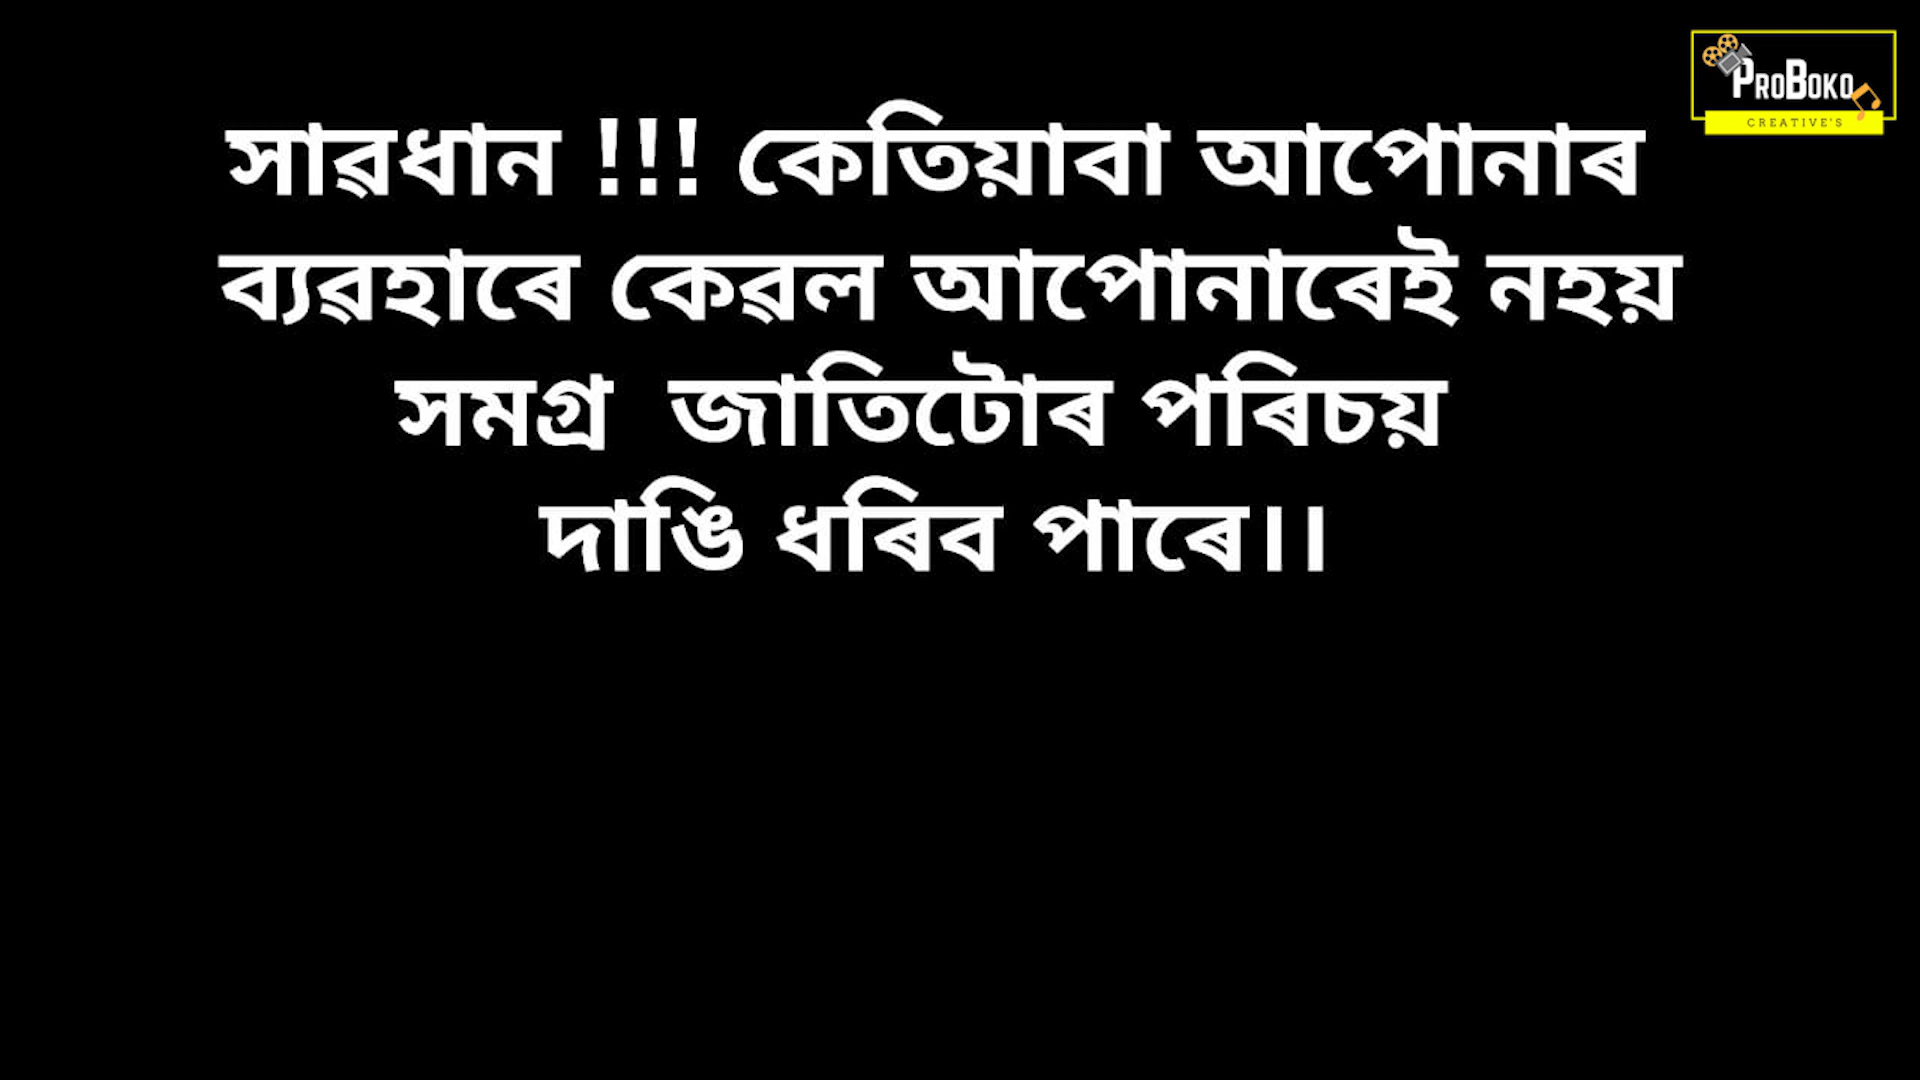 PROBOKO
CREATIVE'S
সাৱধান !!! কেতিয়াবা আপোনাৰ
ব্যৱহাৰে কেৱল আপোনাৰেই নহয়
সমগ্ৰ জাতিটোৰ পৰিচয়
দাঙি ধৰিব পাৰে।।